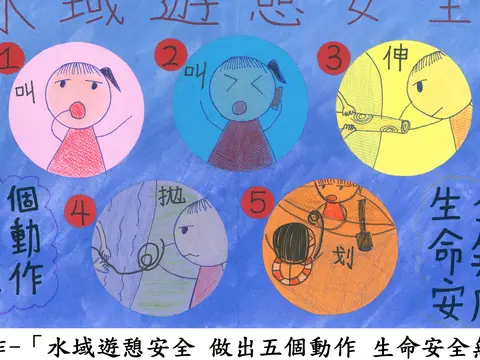 水域遊憩安全
1 叫
2 叫
3 伸
4 拋
5 划
個動作
生命安
作-「水域遊憩安全 做出五個動作 生命安全無